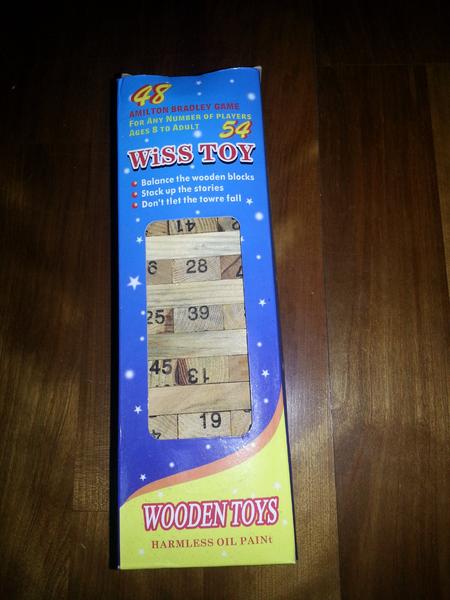 48
AMILTON BRADLEY GAME
FOR ANY NUMBER OF PLAYERS
AGES 8 TO ADULT 54
WiSS TOY
Balance the wooden blocks
Stack up the stories
Don't tlet the towre fall
41
6 28
25 39
45 13
19
WOODEN TOYS
HARMLESS OIL PAINt